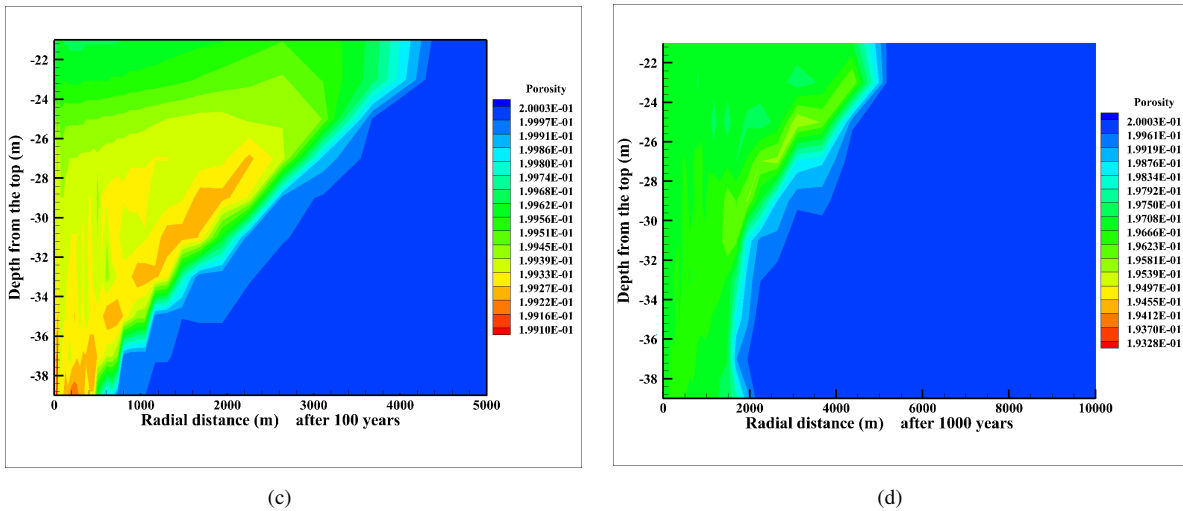 Depth from the top (m)
-22
-24
-26
-28
-30
-32
-34
-36
-38
0
1000
2000
3000
4000
5000
Radial distance (m) after 100 years
Porosity
2.0003E-01
1.9997E-01
1.9991E-01
1.9986E-01
1.9980E-01
1.9974E-01
1.9968E-01
1.9962E-01
1.9956E-01
1.9951E-01
1.9945E-01
1.9939E-01
1.9933E-01
1.9927E-01
1.9922E-01
1.9916E-01
1.9910E-01
(c)
Depth from the top (m)
-22
-24
-26
-28
-30
-32
-34
-36
-38
0
2000
4000
6000
8000
10000
Radial distance (m) after 1000 years
Porosity
2.0003E-01
1.9961E-01
1.9919E-01
1.9876E-01
1.9834E-01
1.9792E-01
1.9750E-01
1.9708E-01
1.9666E-01
1.9623E-01
1.9581E-01
1.9539E-01
1.9497E-01
1.9455E-01
1.9412E-01
1.9370E-01
1.9328E-01
(d)